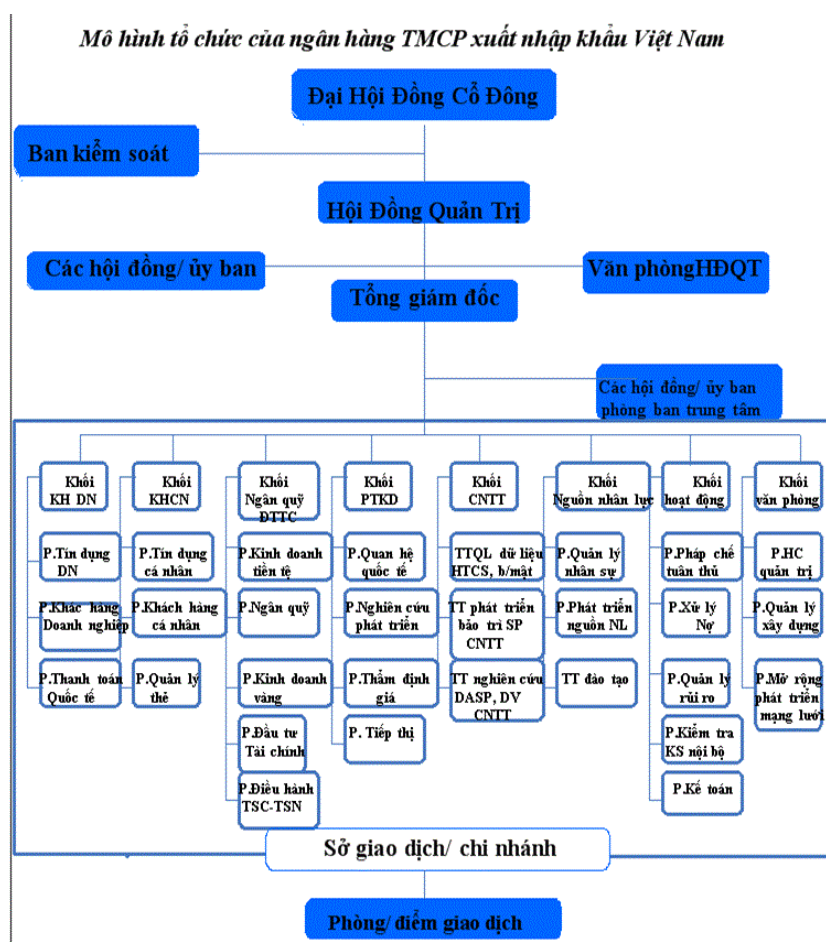 Mô hình tổ chức của ngân hàng TMCP xuất nhập khẩu Việt Nam
Đại Hội Đồng Cỗ Đông
Ban kiểm soát
Hội Đồng Quản Trị
Các hội đồng/ ủy ban
Văn phòngHĐQT
Tổng giám đốc
Các hội đồng/ ủy ban
phòng ban trung tâm
Khối
KH DN
Khối
KHCN
Khối
Ngân quỹ
ĐTTC
Khối
PTKD
Khối
CNTT
Khối
Nguồn nhân lực
Khối
hoạt động
Khối
văn phòng
P.Tín dụng
DN
P.Tín dụng
cá nhân
P.Kinh doanh
tiền tệ
P.Quan hệ
quốc tế
TTQL dữ liệu
HTCS, b/mật
P.Quản lý
nhân sự
P.Pháp chế
tuân thủ
P.HC
quản trị
P.Khác hàng
Doanh nghiệp
P.Khách hàng
cá nhân
P.Ngân quỹ
P.Nghiên cứu
phát triển
TT phát triển
bảo trì SP
CNTT
P.Phát triển
nguồn NL
P.Xử lý
Nợ
P.Quản lý
xây dựng
P.Thanh toán
Quốc tế
P.Quản lý
thẻ
P.Kinh doanh
vàng
P.Thẩm định
giá
TT nghiên cứu
DASP, DV
CNTT
TT đào tạo
P.Quản lý
rủi ro
P.Mở rộng
phát triển
mạng lưới
P.Đầu tư
Tài chính
P. Tiếp thị
P.Kiểm tra
KS nội bộ
P.Điều hành
TSC-TSN
P.Kế toán
Sở giao dịch/ chi nhánh
Phòng/ điểm giao dịch